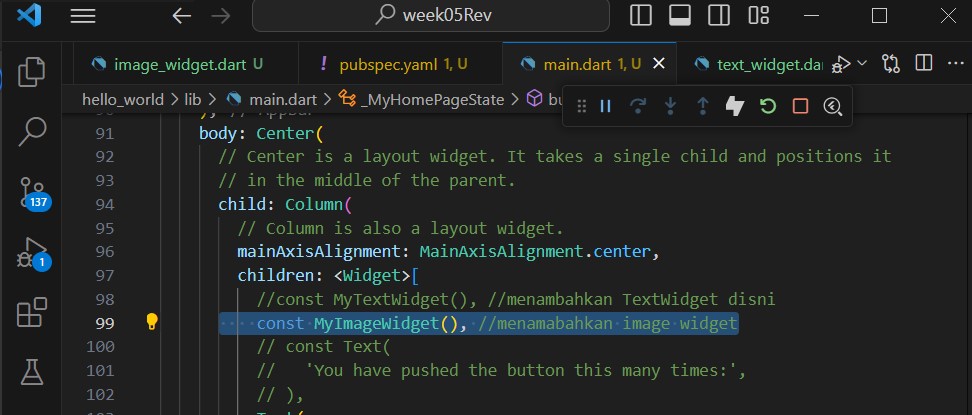 week05Rev
image_widget.dart U
pubspec.yaml 1, U
main.dart 1, U
text_widget.da
hello_world > lib > main.dart > _MyHomePageState >
91 body: Center(
92 // Center is a layout widget. It takes a single child and positions it
93 // in the middle of the parent.
94 child: Column(
95 // Column is also a layout widget.
96 mainAxisAlignment: MainAxisAlignment.center,
97 children: <Widget>[
98 //const MyTextWidget(), //menambahkan TextWidget disni
99 const MyImageWidget(), //menamabahkan image widget
100 // const Text(
101 //   'You have pushed the button this many times:',
102 // ),
137
1